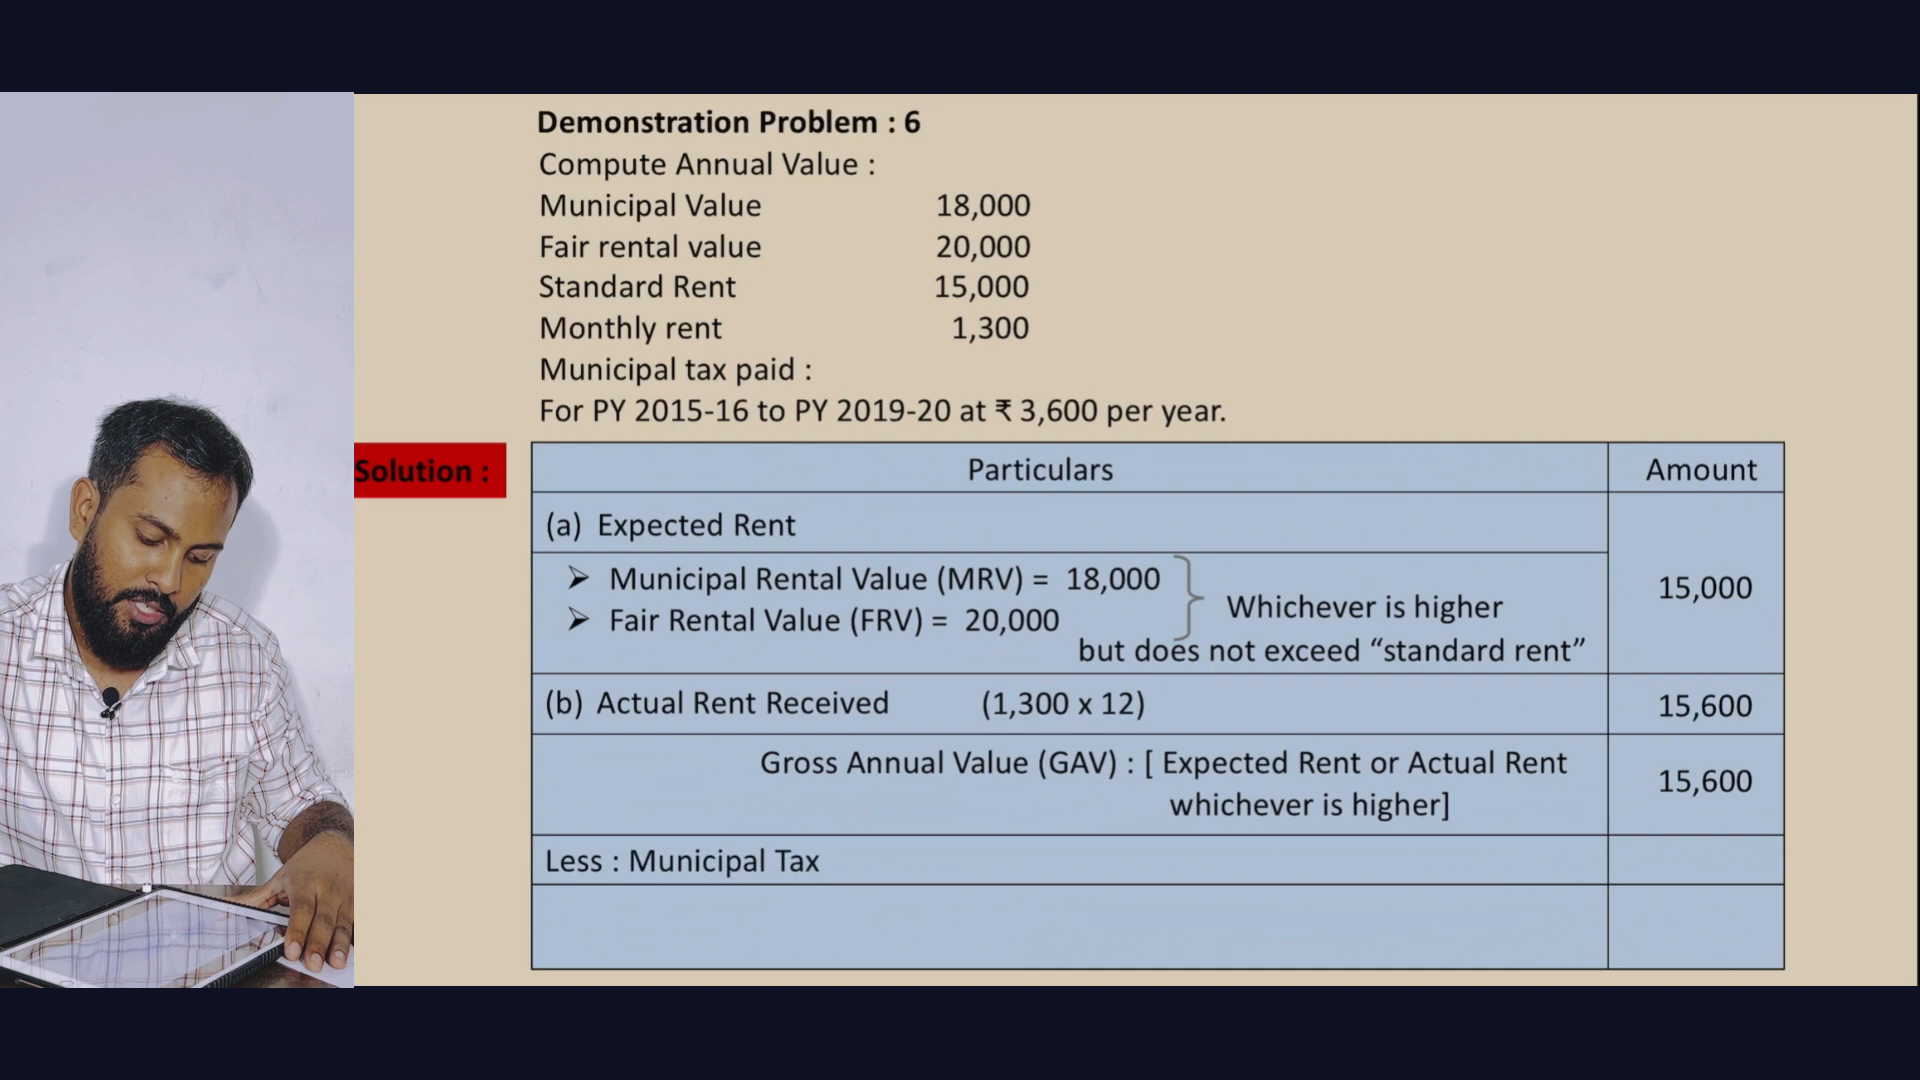 Demonstration Problem : 6
Compute Annual Value :
Municipal Value 18,000
Fair rental value 20,000
Standard Rent 15,000
Monthly rent 1,300
Municipal tax paid :
For PY 2015-16 to PY 2019-20 at ₹ 3,600 per year.
Solution :
Particulars Amount
(a) Expected Rent
➢ Municipal Rental Value (MRV) = 18,000
➢ Fair Rental Value (FRV) = 20,000
Whichever is higher
but does not exceed “standard rent”
15,000
(b) Actual Rent Received (1,300 x 12) 15,600
Gross Annual Value (GAV) : [ Expected Rent or Actual Rent
whichever is higher]
15,600
Less : Municipal Tax